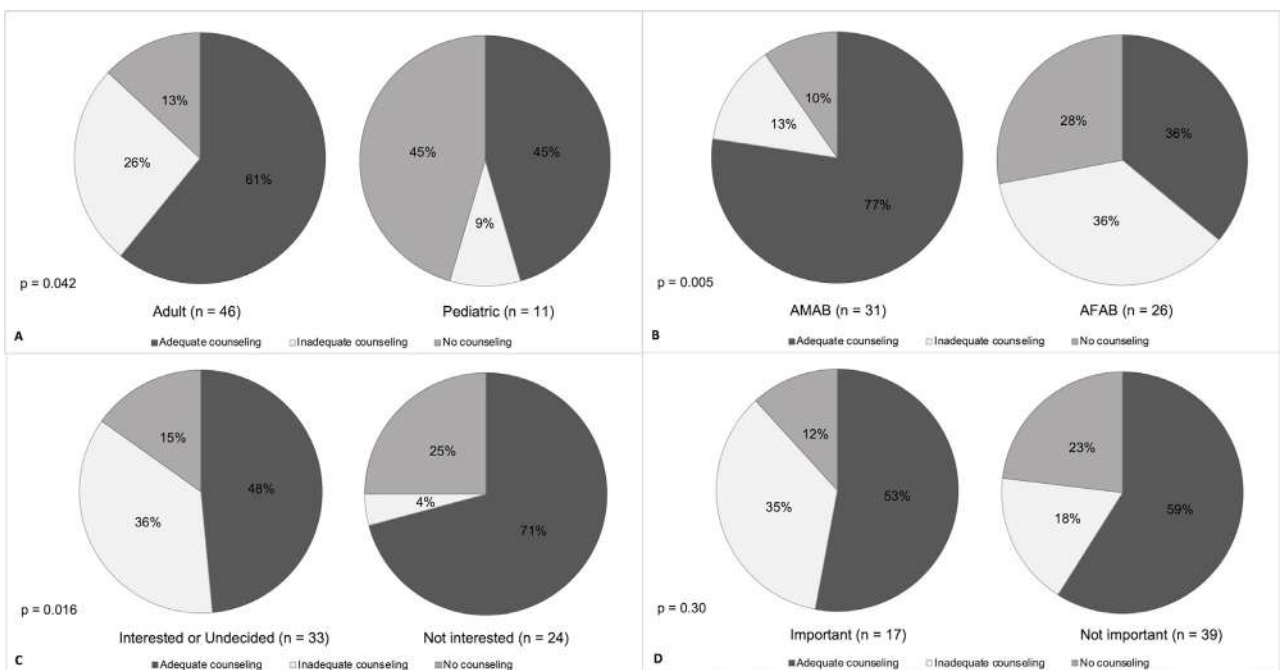 13%
26%
61%
p = 0.042
Adult (n = 46)
45%
45%
9%
Pediatric (n = 11)
A
Adequate counseling Inadequate counseling No counseling
10%
13%
77%
p = 0.005
AMAB (n = 31)
28%
36%
36%
AFAB (n = 26)
B
Adequate counseling Inadequate counseling No counseling
15%
48%
36%
p = 0.016
Interested or Undecided (n = 33)
25%
4%
71%
Not interested (n = 24)
C
Adequate counseling Inadequate counseling No counseling
12%
53%
35%
p = 0.30
Important (n = 17)
23%
59%
18%
Not important (n = 39)
D
Adequate counseling Inadequate counseling No counseling